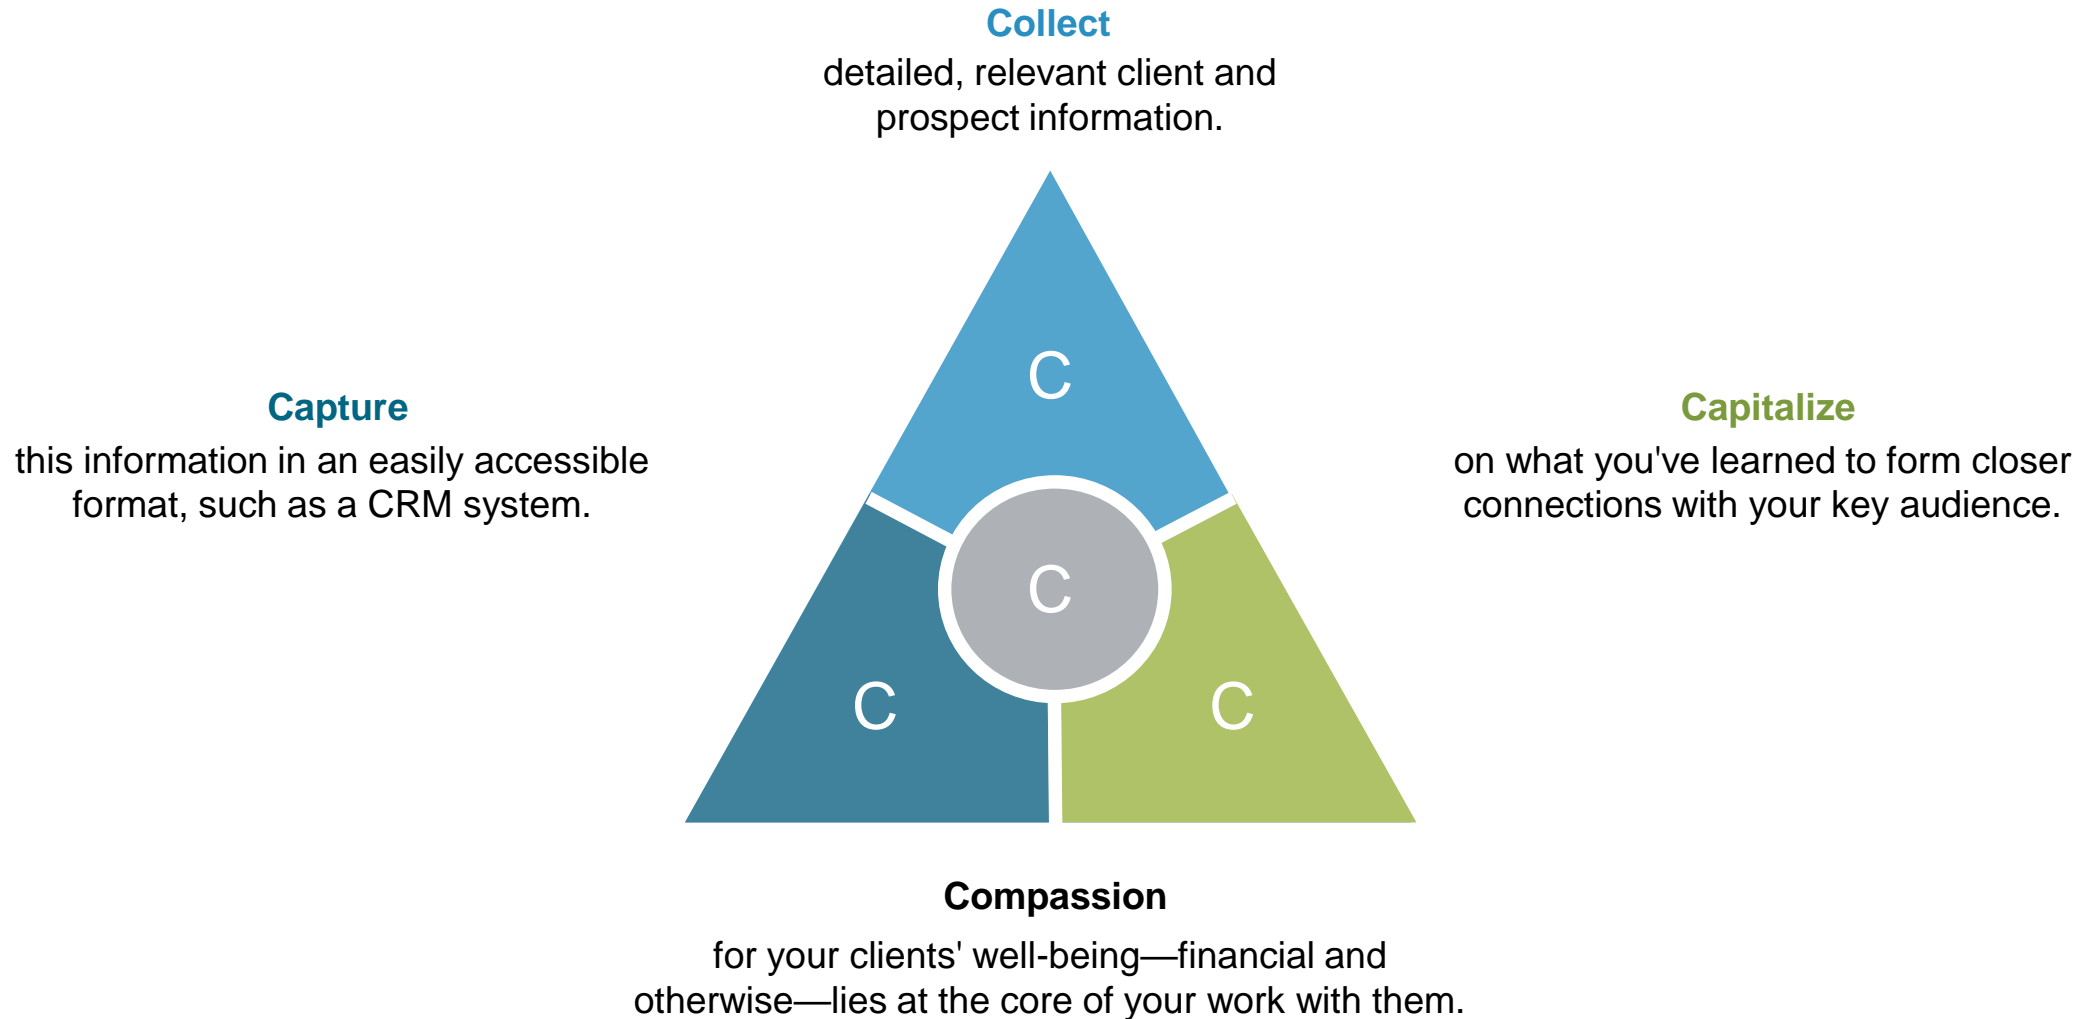 Collect
detailed, relevant client and
prospect information.
C
Capture
this information in an easily accessible
format, such as a CRM system.
Capitalize
on what you've learned to form closer
connections with your key audience.
C
C
C
Compassion
for your clients' well-being—financial and
otherwise—lies at the core of your work with them.